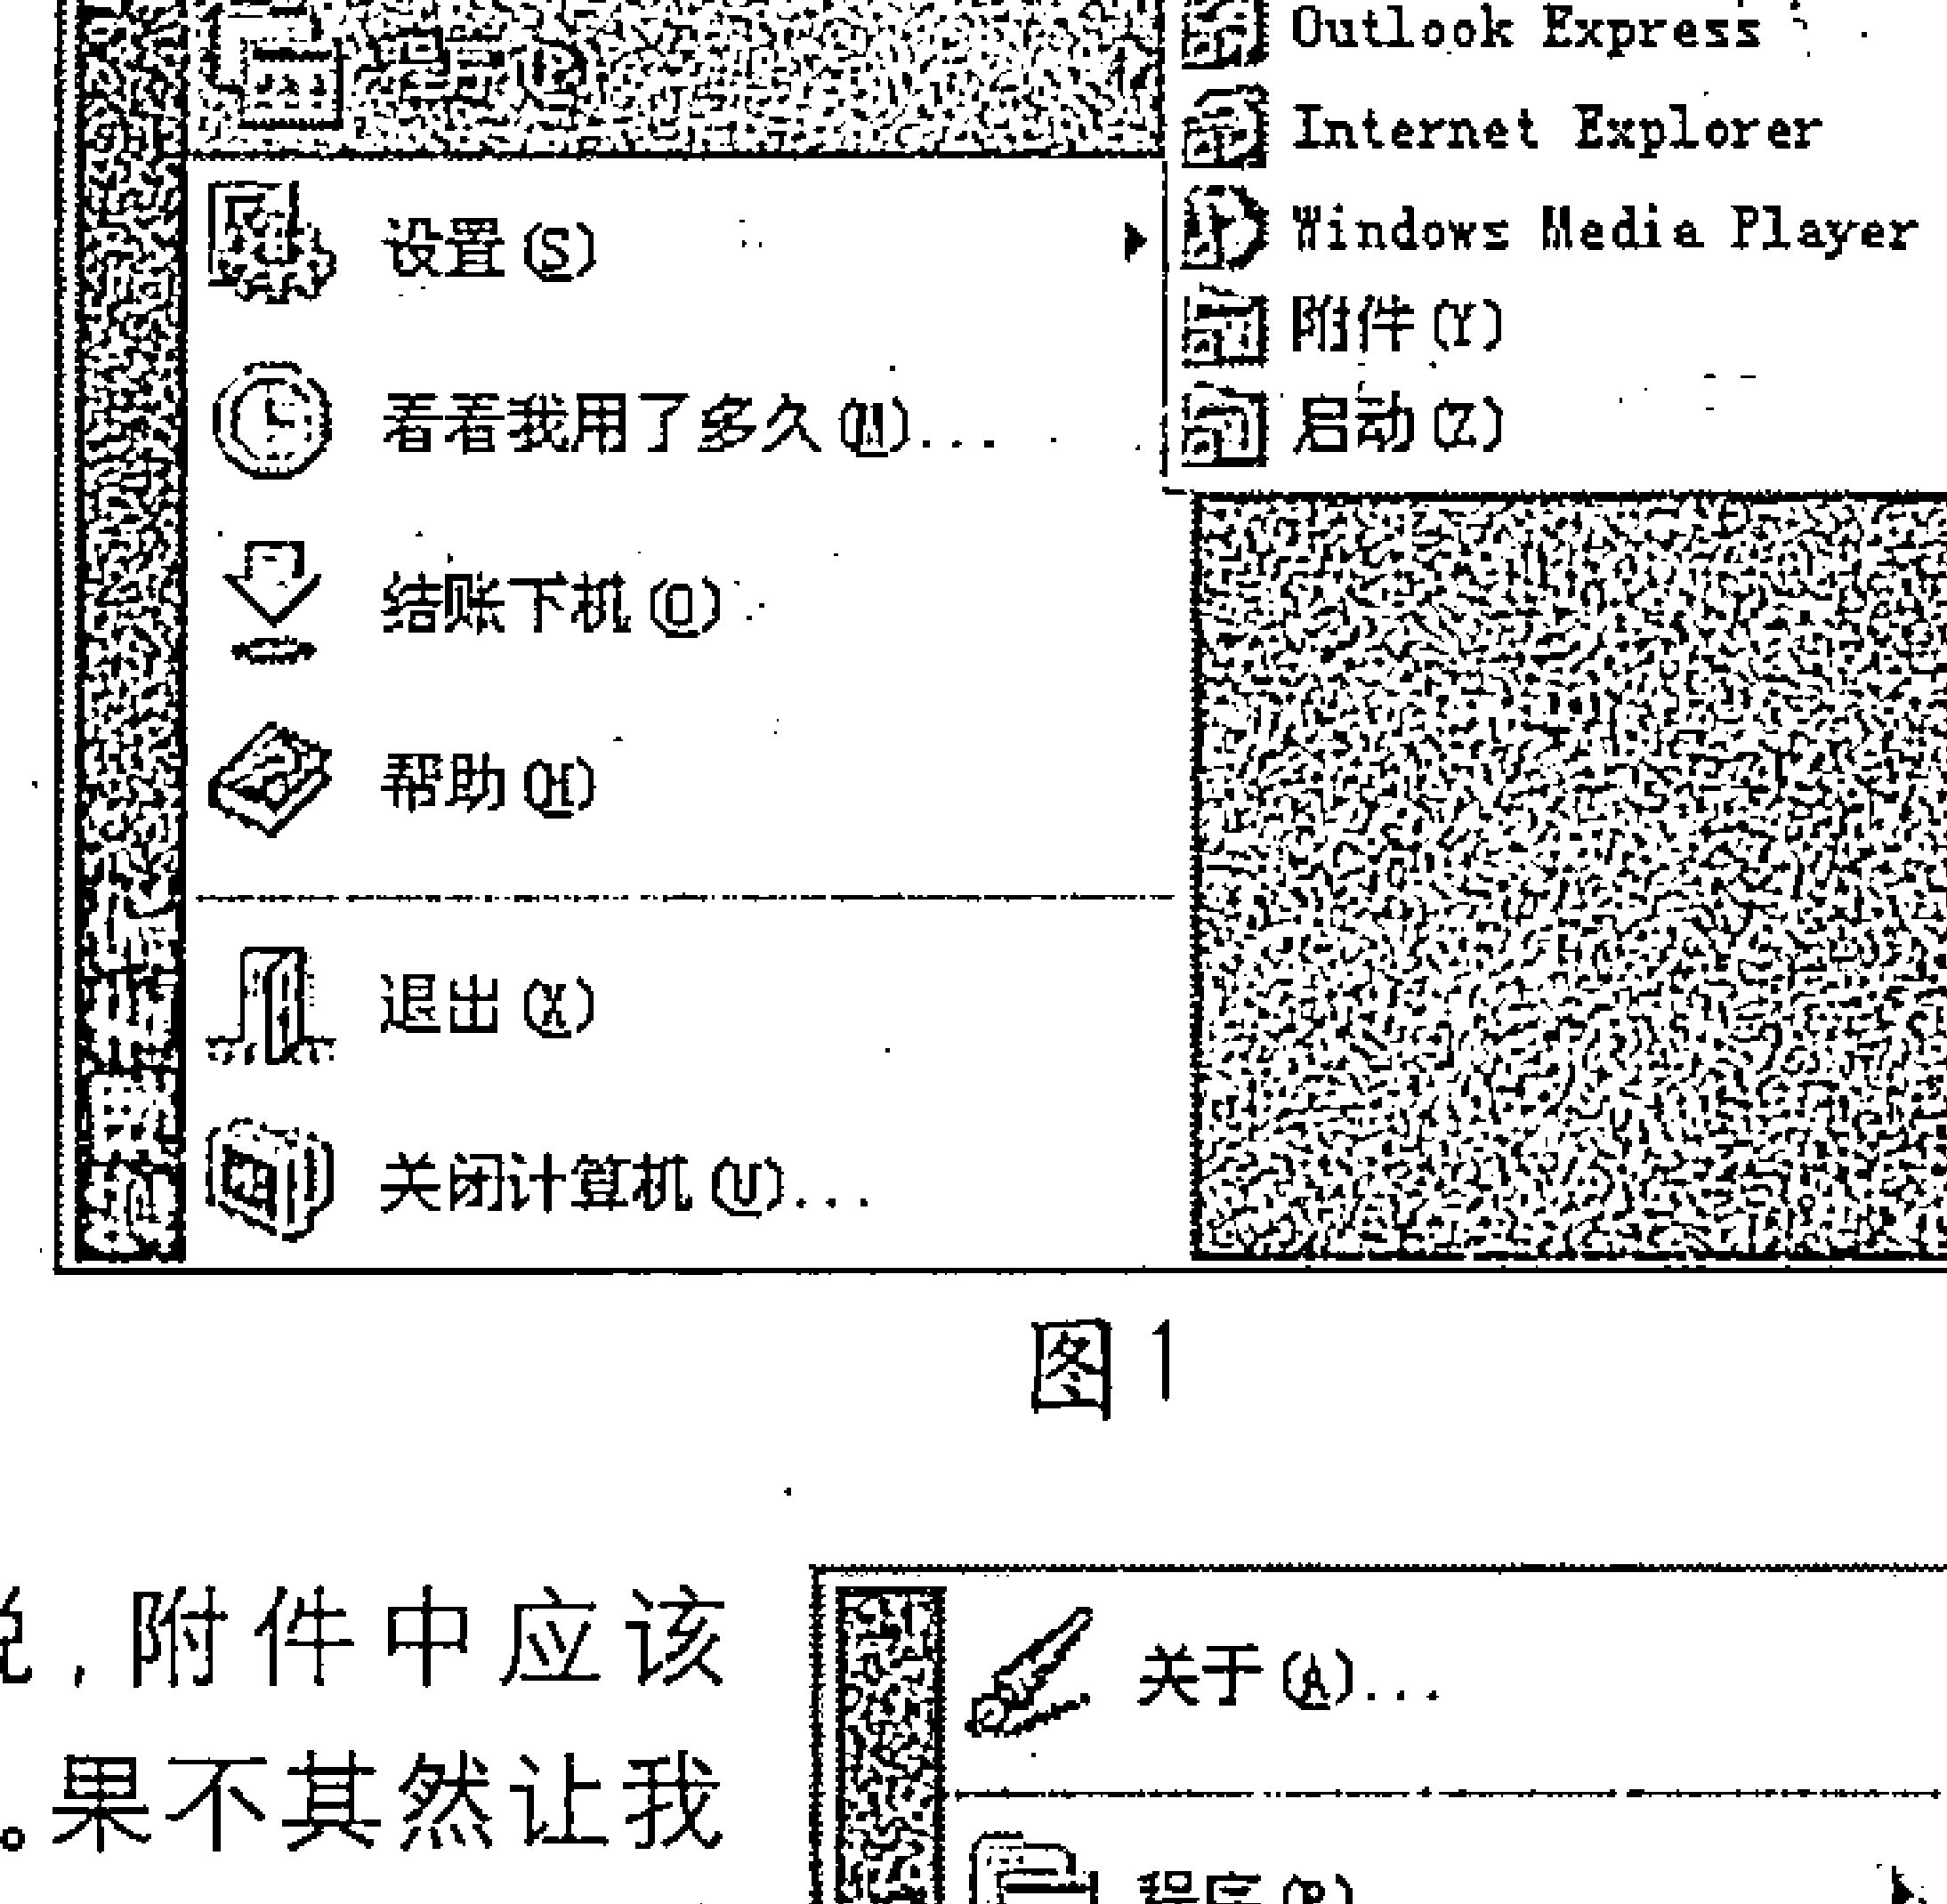 Outlook Express
Internet Explorer
Windows Media Player
附件(Y)
启动(Z)
设置(S)
看看我用了多久(M)...
结账下机(O)
帮助(H)
退出(X)
关闭计算机(U)...
图1
,附件中应该
。果不其然让我
关于(A)...
程序(P)